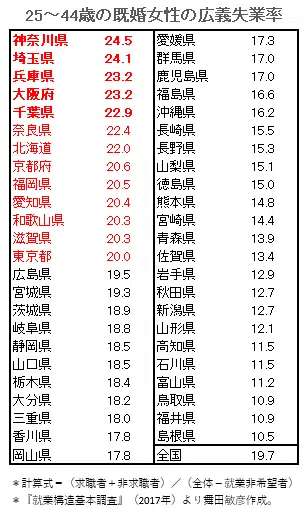 25～44歳の既婚女性の広義失業率
神奈川県 24.5 愛媛県 17.3
埼玉県 24.1 群馬県 17.0
兵庫県 23.2 鹿児島県 17.0
大阪府 23.2 福島県 16.6
千葉県 22.9 沖縄県 16.2
奈良県 22.4 長崎県 15.5
北海道 22.0 長野県 15.3
京都府 20.6 山梨県 15.1
福岡県 20.5 徳島県 15.0
愛知県 20.4 熊本県 14.8
和歌山県 20.3 宮崎県 14.4
滋賀県 20.3 青森県 13.9
東京都 20.0 佐賀県 13.4
広島県 19.5 岩手県 12.9
宮城県 19.3 秋田県 12.7
茨城県 18.9 新潟県 12.7
岐阜県 18.8 山形県 12.1
静岡県 18.5 高知県 11.5
山口県 18.5 石川県 11.5
栃木県 18.4 富山県 11.2
大分県 18.2 鳥取県 10.9
三重県 18.0 福井県 10.9
香川県 17.8 島根県 10.5
岡山県 17.8 全国 19.7
＊計算式＝（求職者＋非求職者）／（全体－就業非希望者）
＊『就業構造基本調査』（2017年）より舞田敏彦作成。